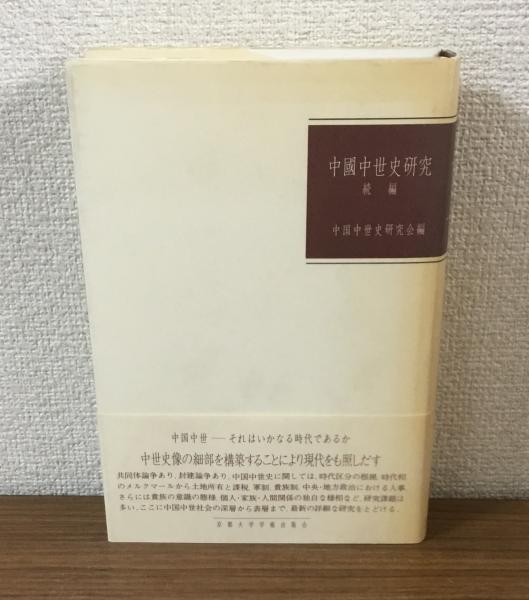 中國中世史研究
続編
中国中世史研究会編
中国中世──それはいかなる時代であるか
中世史像の細部を構築することにより現代をも照しだす
共同体論争あり、封建論争あり、中国中世史に関しては、時代区分の根拠、時代相
のメルクマールから土地所有と課税、軍制、貴族制、中央・地方政治における人事
さらには貴族の意識の態様、個人・家族・人間関係の独自な様相など、研究課題は
多い。ここに中国中世社会の深層から表層まで、最新の詳細な研究をとどける。
京都大学学術出版会